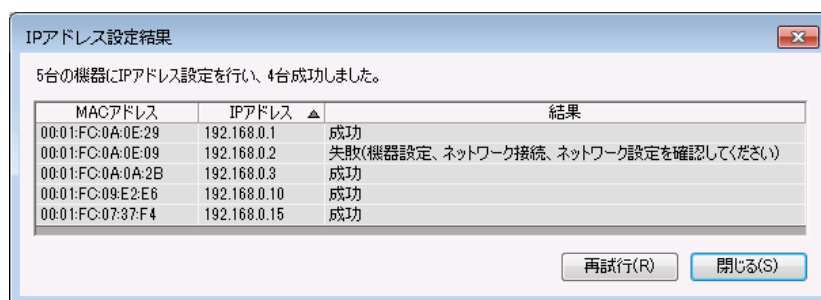 IPアドレス設定結果
5台の機器にIPアドレス設定を行い、4台成功しました。
MACアドレス IPアドレス ▲ 結果
00:01:FC:0A:0E:29 192.168.0.1 成功
00:01:FC:0A:0E:09 192.168.0.2 失敗(機器設定、ネットワーク接続、ネットワーク設定を確認してください)
00:01:FC:0A:0A:2B 192.168.0.3 成功
00:01:FC:09:E2:E6 192.168.0.10 成功
00:01:FC:07:37:F4 192.168.0.15 成功
再試行(R) 閉じる(S)